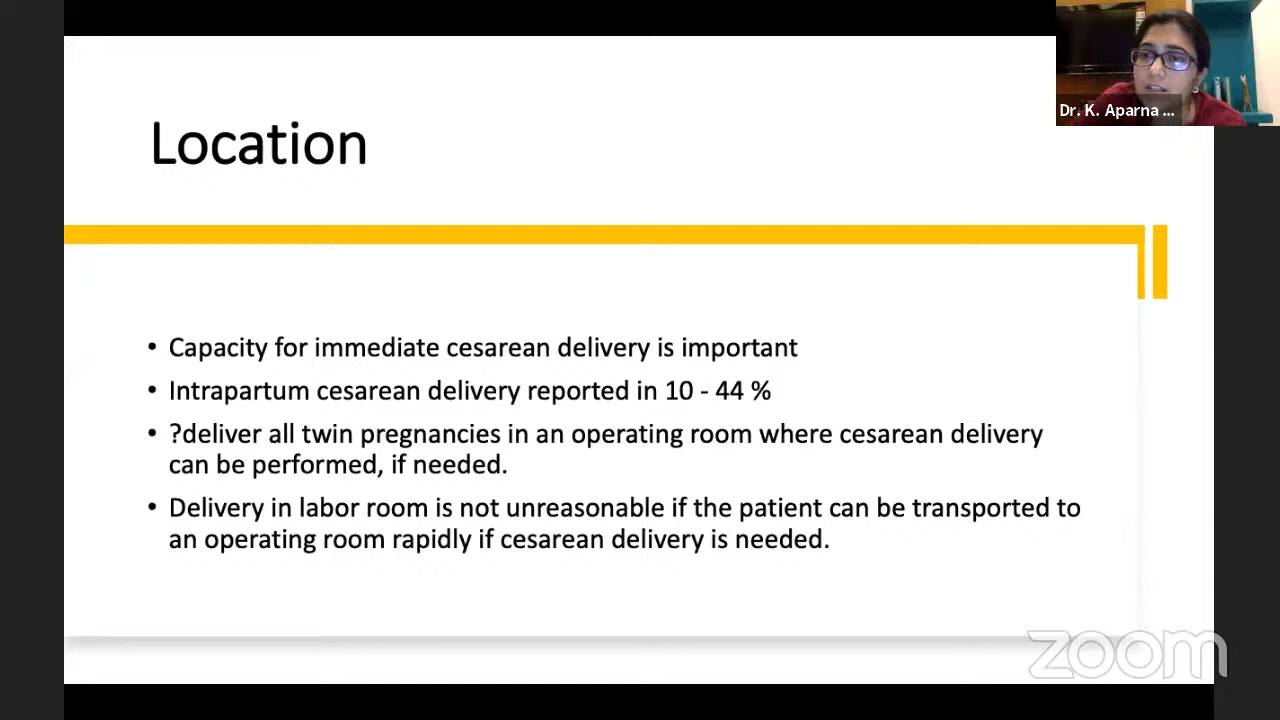 Dr. K. Aparna ...
Location
• Capacity for immediate cesarean delivery is important
• Intrapartum cesarean delivery reported in 10 - 44 %
• ?deliver all twin pregnancies in an operating room where cesarean delivery
can be performed, if needed.
• Delivery in labor room is not unreasonable if the patient can be transported to
an operating room rapidly if cesarean delivery is needed.
zoom